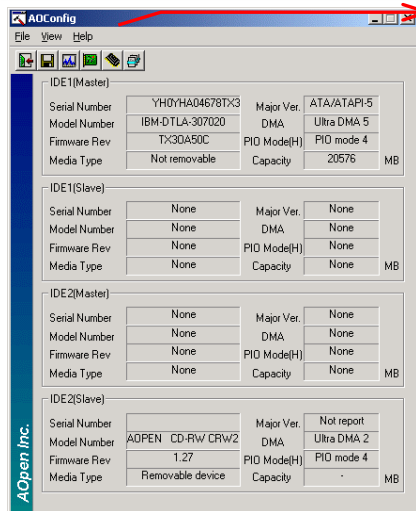 AOConfig
File View Help
IDE1(Master)
Serial Number YH0YHA04678TX3 Major Ver. ATA/ATAPI-5
Model Number IBM-DTLA-307020 DMA Ultra DMA 5
Firmware Rev TX3OA50C PIO Mode(H) PIO mode 4
Media Type Not removable Capacity 20576 MB
IDE1(Slave)
Serial Number None Major Ver. None
Model Number None DMA None
Firmware Rev None PIO Mode(H) None
Media Type None Capacity None MB
IDE2(Master)
Serial Number None Major Ver. None
Model Number None DMA None
Firmware Rev None PIO Mode(H) None
Media Type None Capacity None MB
IDE2(Slave)
Serial Number Major Ver. Not report
Model Number AOPEN CD-RW CRW2 DMA Ultra DMA 2
Firmware Rev 1.27 PIO Mode(H) PIO mode 4
Media Type Removable device Capacity - MB
AOpen Inc.